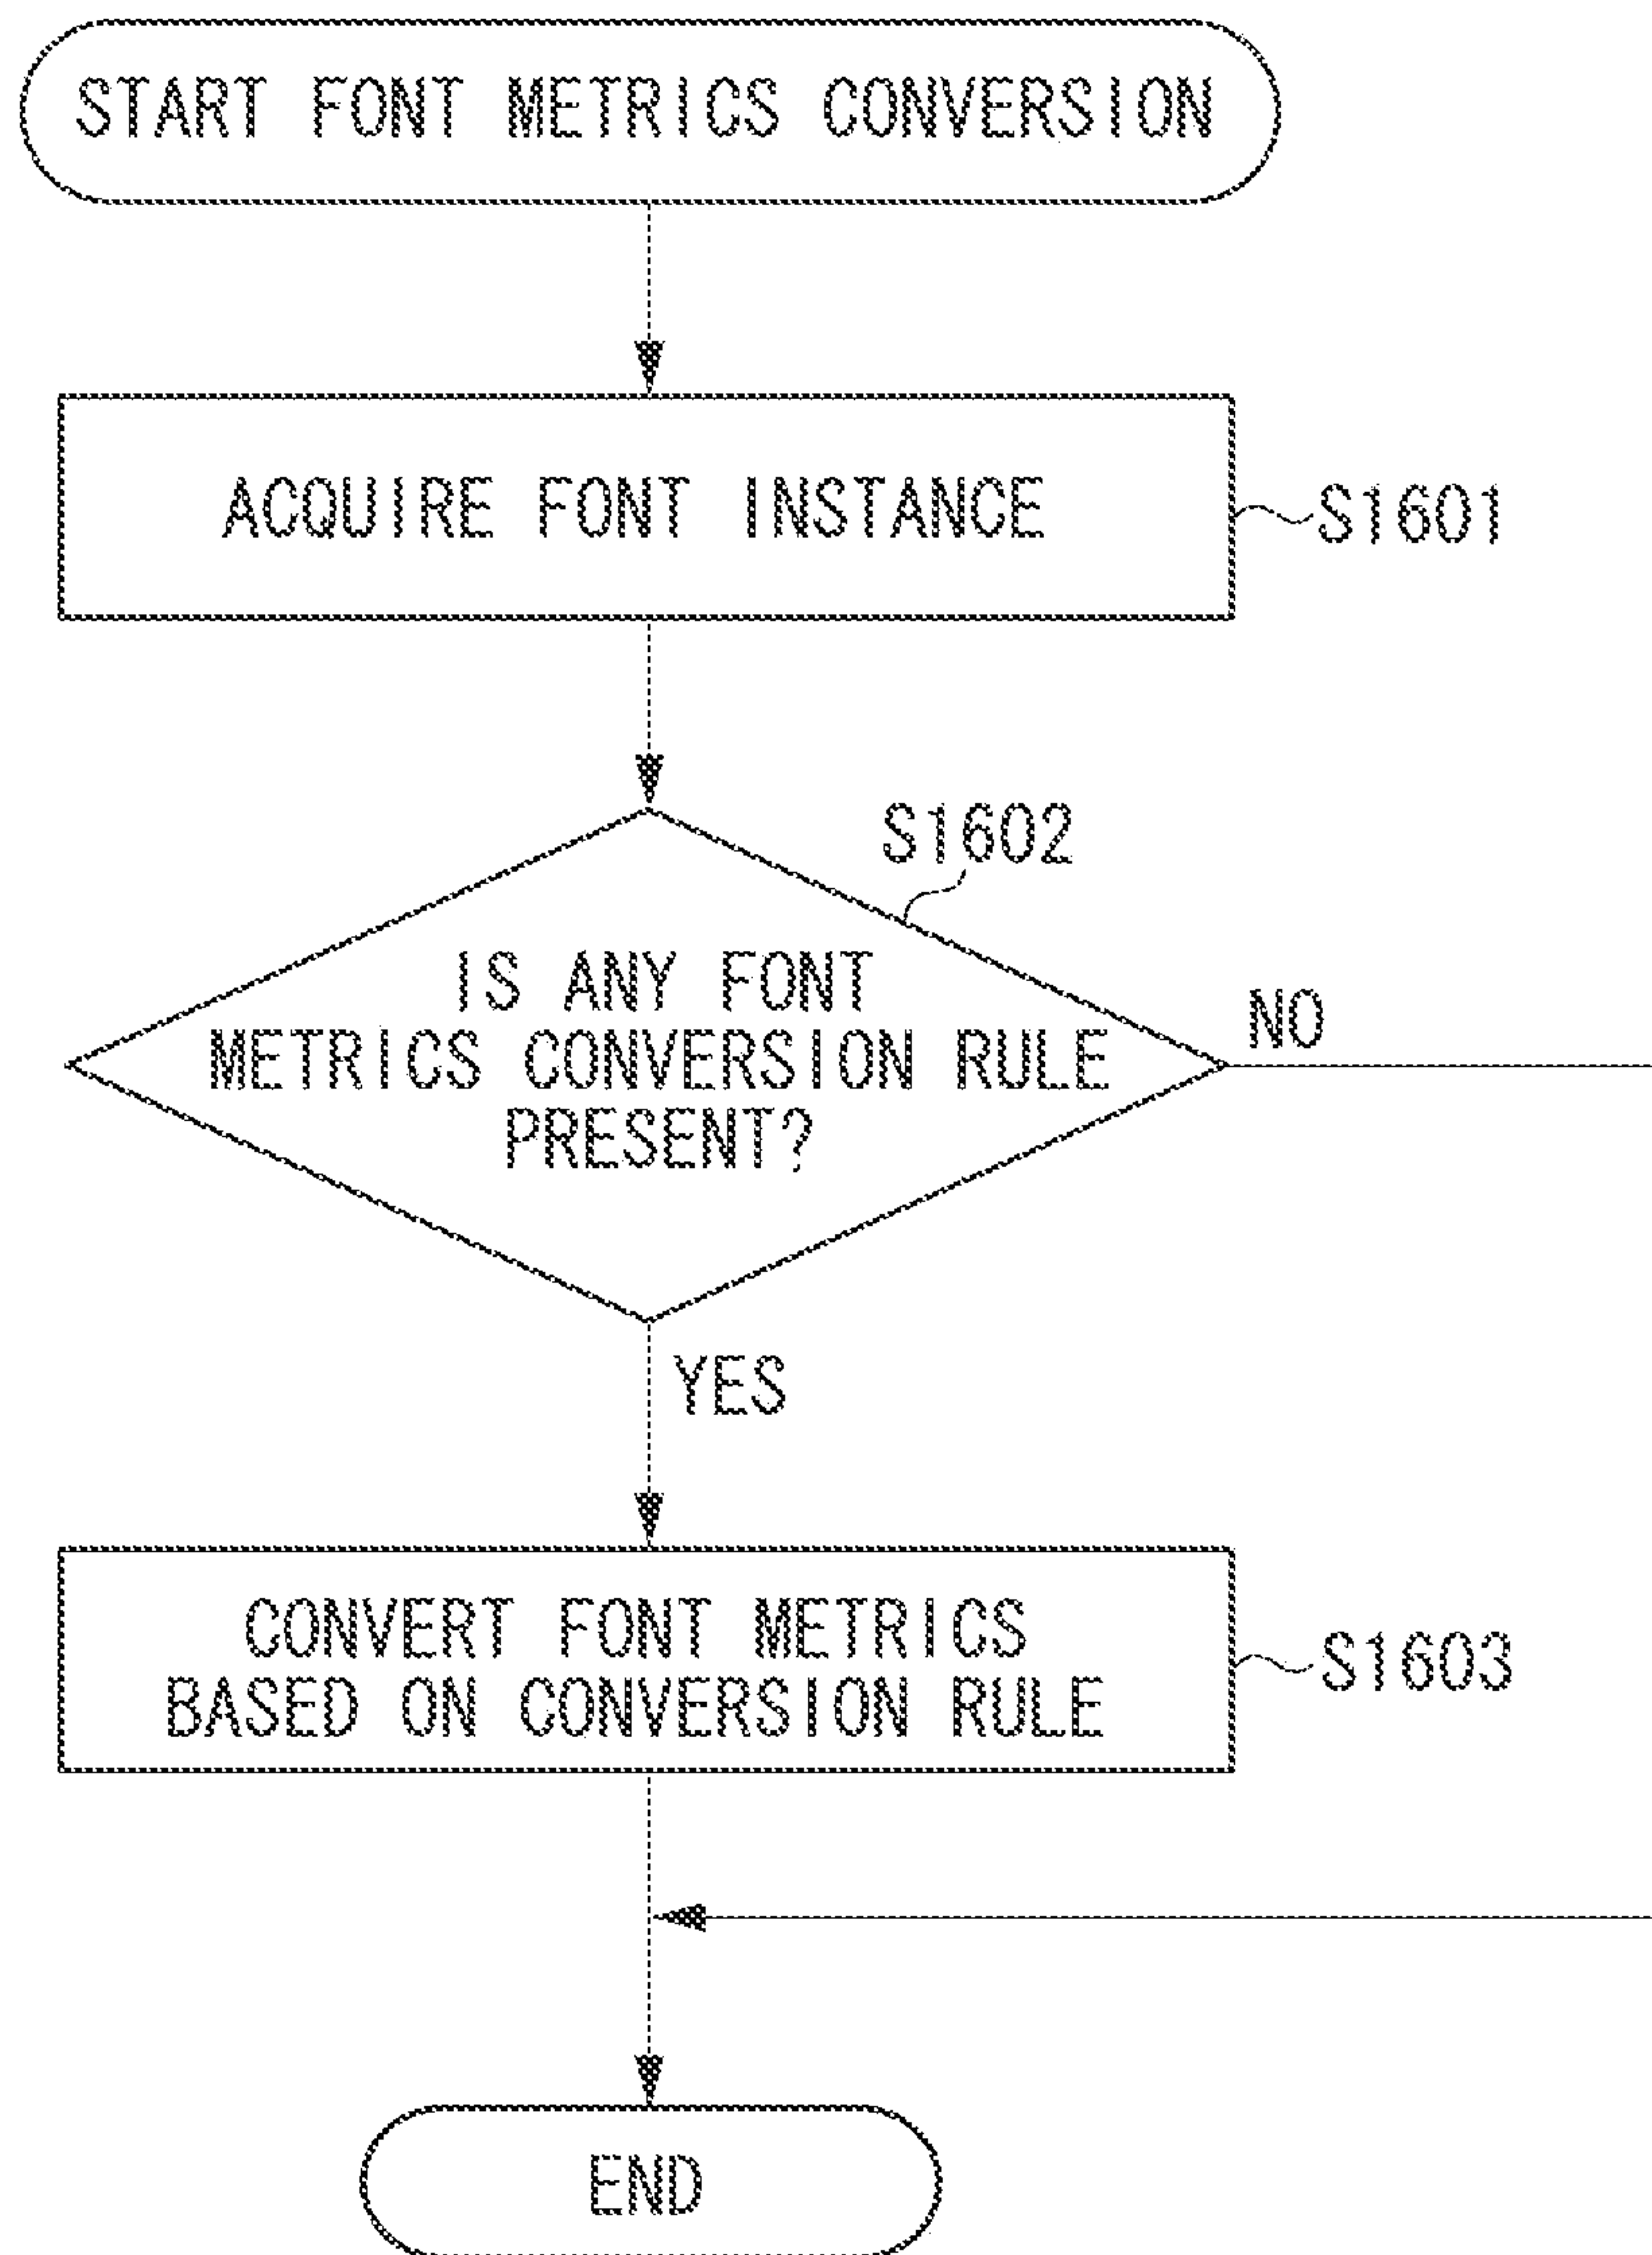 START FONT METRICS CONVERSION
ACQUIRE FONT INSTANCE
S1601
S1602
IS ANY FONT
METRICS CONVERSION RULE
PRESENT?
NO
YES
CONVERT FONT METRICS
BASED ON CONVERSION RULE
S1603
END